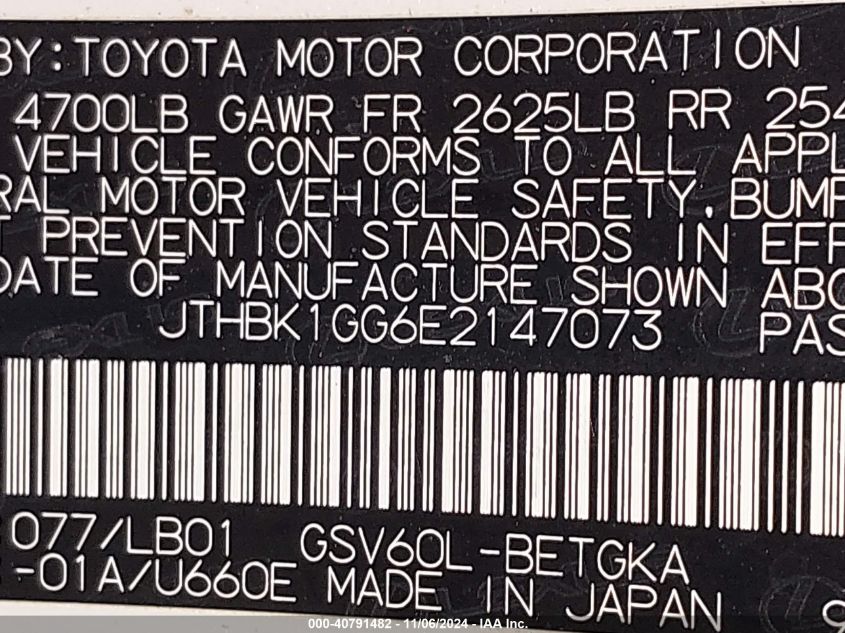 BY: TOYOTA MOTOR CORPORATION
4700LB GAWR FR 2625LB RR 254
VEHICLE CONFORMS TO ALL APPL
RAL MOTOR VEHICLE SAFETY, BUMP
T PREVENTION STANDARDS IN EFF
DATE OF MANUFACTURE SHOWN ABO
JTHBK1GG6E2147073 PAS
077/LB01 GSV60L-BETGKA
-01A/U660E MADE IN JAPAN
000-40791482 - 11/06/2024 - IAA Inc.